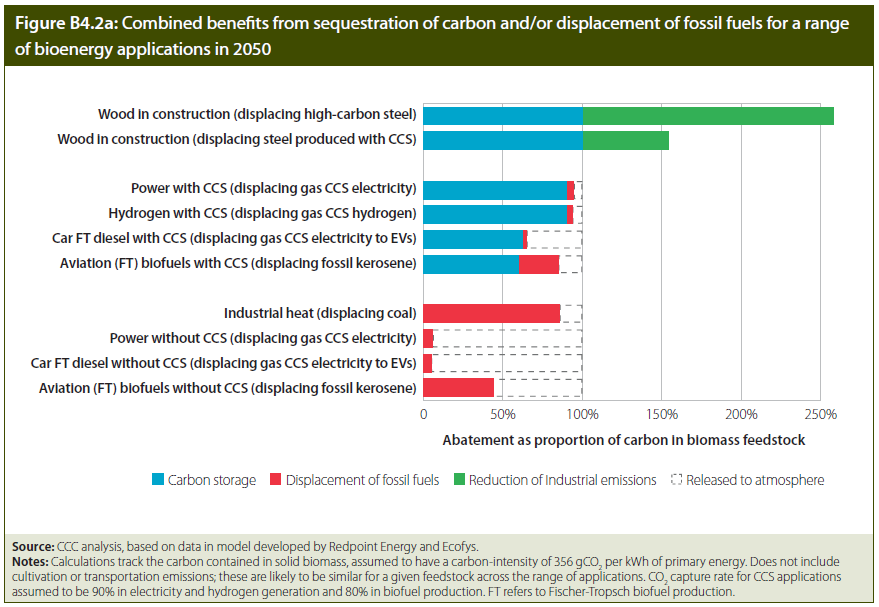 Figure B4.2a: Combined benefits from sequestration of carbon and/or displacement of fossil fuels for a range
of bioenergy applications in 2050
Wood in construction (displacing high-carbon steel)
Wood in construction (displacing steel produced with CCS)
Power with CCS (displacing gas CCS electricity)
Hydrogen with CCS (displacing gas CCS hydrogen)
Car FT diesel with CCS (displacing gas CCS electricity to EVs)
Aviation (FT) biofuels with CCS (displacing fossil kerosene)
Industrial heat (displacing coal)
Power without CCS (displacing gas CCS electricity)
Car FT diesel without CCS (displacing gas CCS electricity to EVs)
Aviation (FT) biofuels without CCS (displacing fossil kerosene)
0 50% 100% 150% 200% 250%
Abatement as proportion of carbon in biomass feedstock
Carbon storage Displacement of fossil fuels Reduction of Industrial emissions Released to atmosphere
Source: CCC analysis, based on data in model developed by Redpoint Energy and Ecofys.
Notes: Calculations track the carbon contained in solid biomass, assumed to have a carbon-intensity of 356 gCO₂ per kWh of primary energy. Does not include
cultivation or transportation emissions; these are likely to be similar for a given feedstock across the range of applications. CO₂ capture rate for CCS applications
assumed to be 90% in electricity and hydrogen generation and 80% in biofuel production. FT refers to Fischer-Tropsch biofuel production.